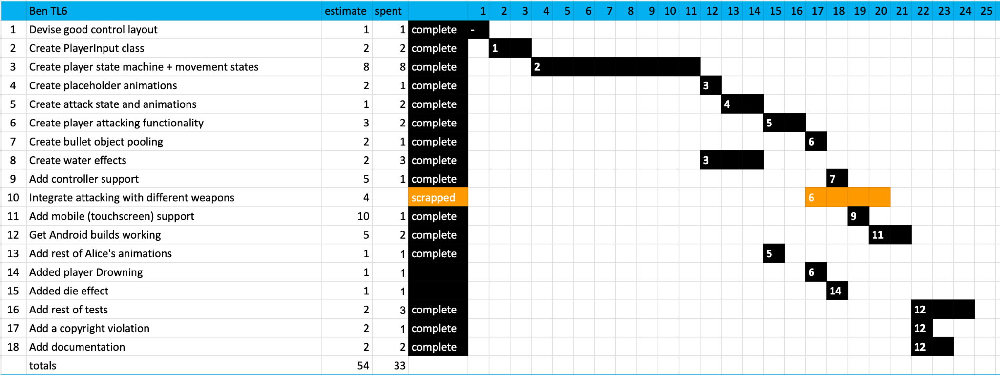 Ben TL6 estimate spent 1 2 3 4 5 6 7 8 9 10 11 12 13 14 15 16 17 18 19 20 21 22 23 24 25
1 Devise good control layout 1 1 complete -
2 Create PlayerInput class 2 2 complete 1
3 Create player state machine + movement states 8 8 complete 2
4 Create placeholder animations 2 1 complete 3
5 Create attack state and animations 1 2 complete 4
6 Create player attacking functionality 3 2 complete 5
7 Create bullet object pooling 2 1 complete 6
8 Create water effects 2 3 complete 3
9 Add controller support 5 1 complete 7
10 Integrate attacking with different weapons 4 scrapped 6
11 Add mobile (touchscreen) support 10 1 complete 9
12 Get Android builds working 5 2 complete 11
13 Add rest of Alice's animations 1 1 complete 5
14 Added player Drowning 1 1 6
15 Added die effect 1 1 14
16 Add rest of tests 2 3 complete 12
17 Add a copyright violation 2 1 complete 12
18 Add documentation 2 2 complete 12
totals 54 33